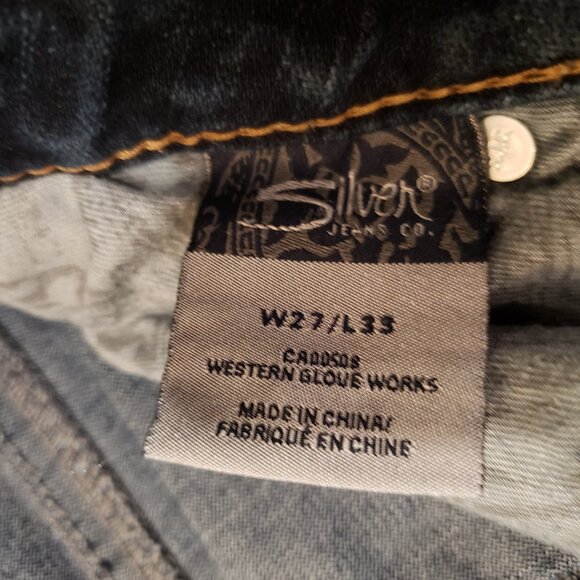 Silver®
JEANS CO.
W27/L33
CA00508
WESTERN GLOVE WORKS
MADE IN CHINA/
FABRIQUÉ EN CHINE